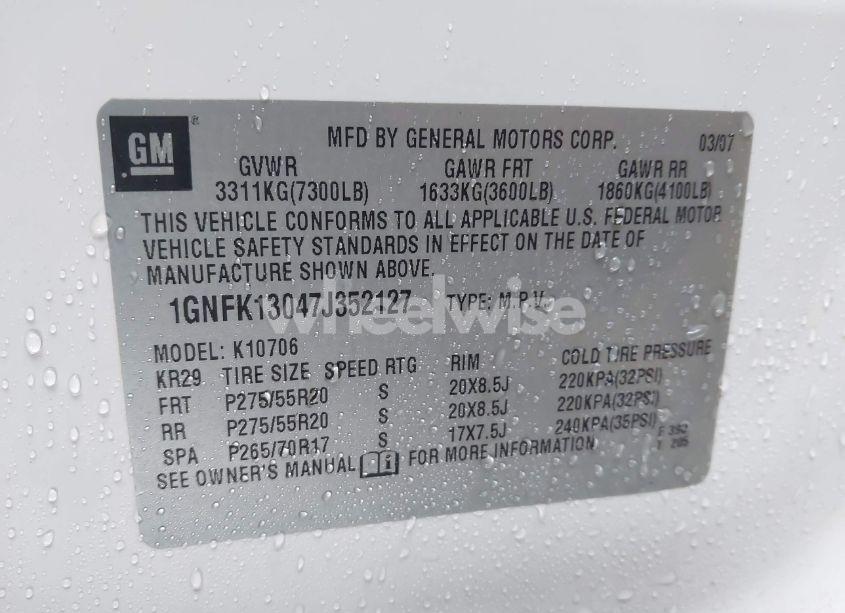 GM ® MFD BY GENERAL MOTORS CORP. 03/07
GVWR GAWR FRT GAWR RR
3311KG(7300LB) 1633KG(3600LB) 1860KG(4100LB)
THIS VEHICLE CONFORMS TO ALL APPLICABLE U.S. FEDERAL MOTOR
VEHICLE SAFETY STANDARDS IN EFFECT ON THE DATE OF
MANUFACTURE SHOWN ABOVE.
1GNFK13047J352127 TYPE: M.P.V.
wheelwise
MODEL: K10706
KR29 TIRE SIZE SPEED RTG RIM COLD TIRE PRESSURE
FRT P275/55R20 S 20X8.5J 220KPA(32PSI)
RR P275/55R20 S 20X8.5J 220KPA(32PSI)
SPA P265/70R17 S 17X7.5J 240KPA(35PSI)
SEE OWNER'S MANUAL FOR MORE INFORMATION
F 392
T 205